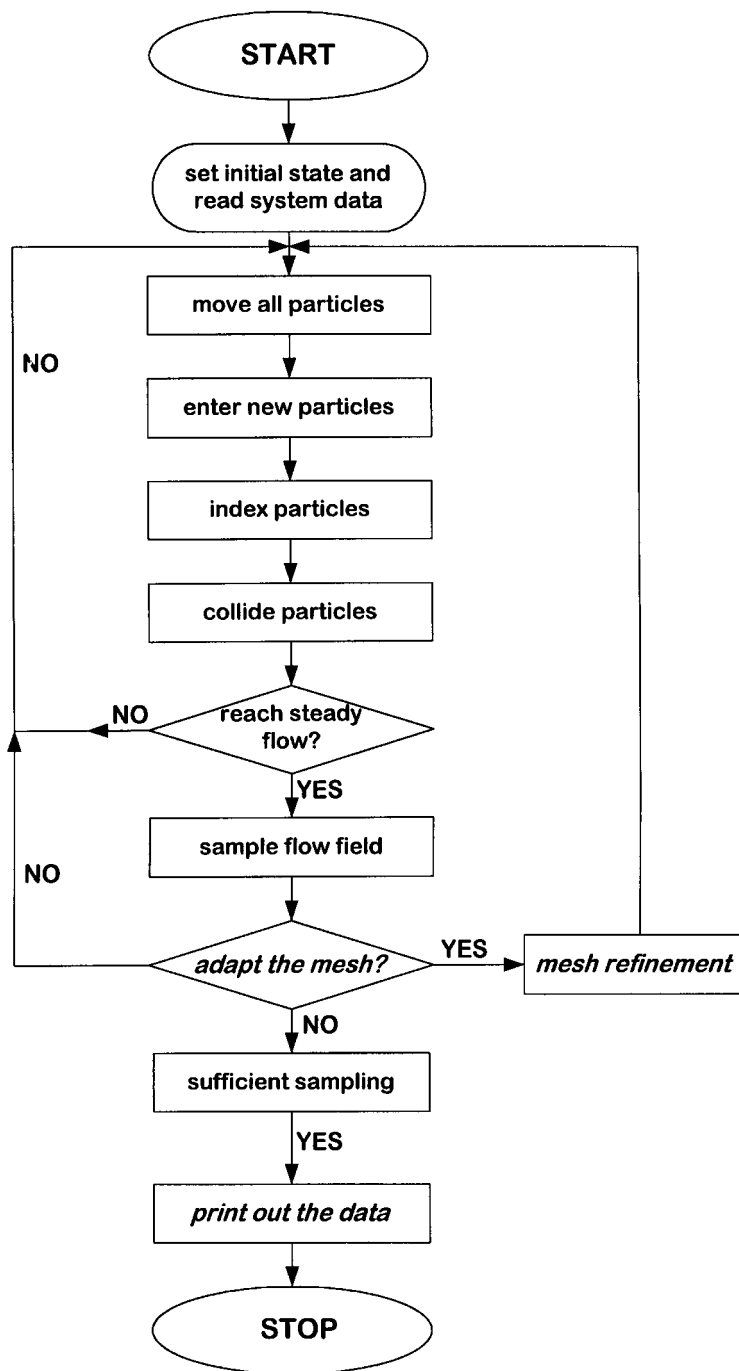 START
set initial state and
read system data
move all particles
NO
enter new particles
index particles
collide particles
NO
reach steady
flow?
YES
sample flow field
NO
adapt the mesh?
YES
mesh refinement
NO
sufficient sampling
YES
print out the data
STOP